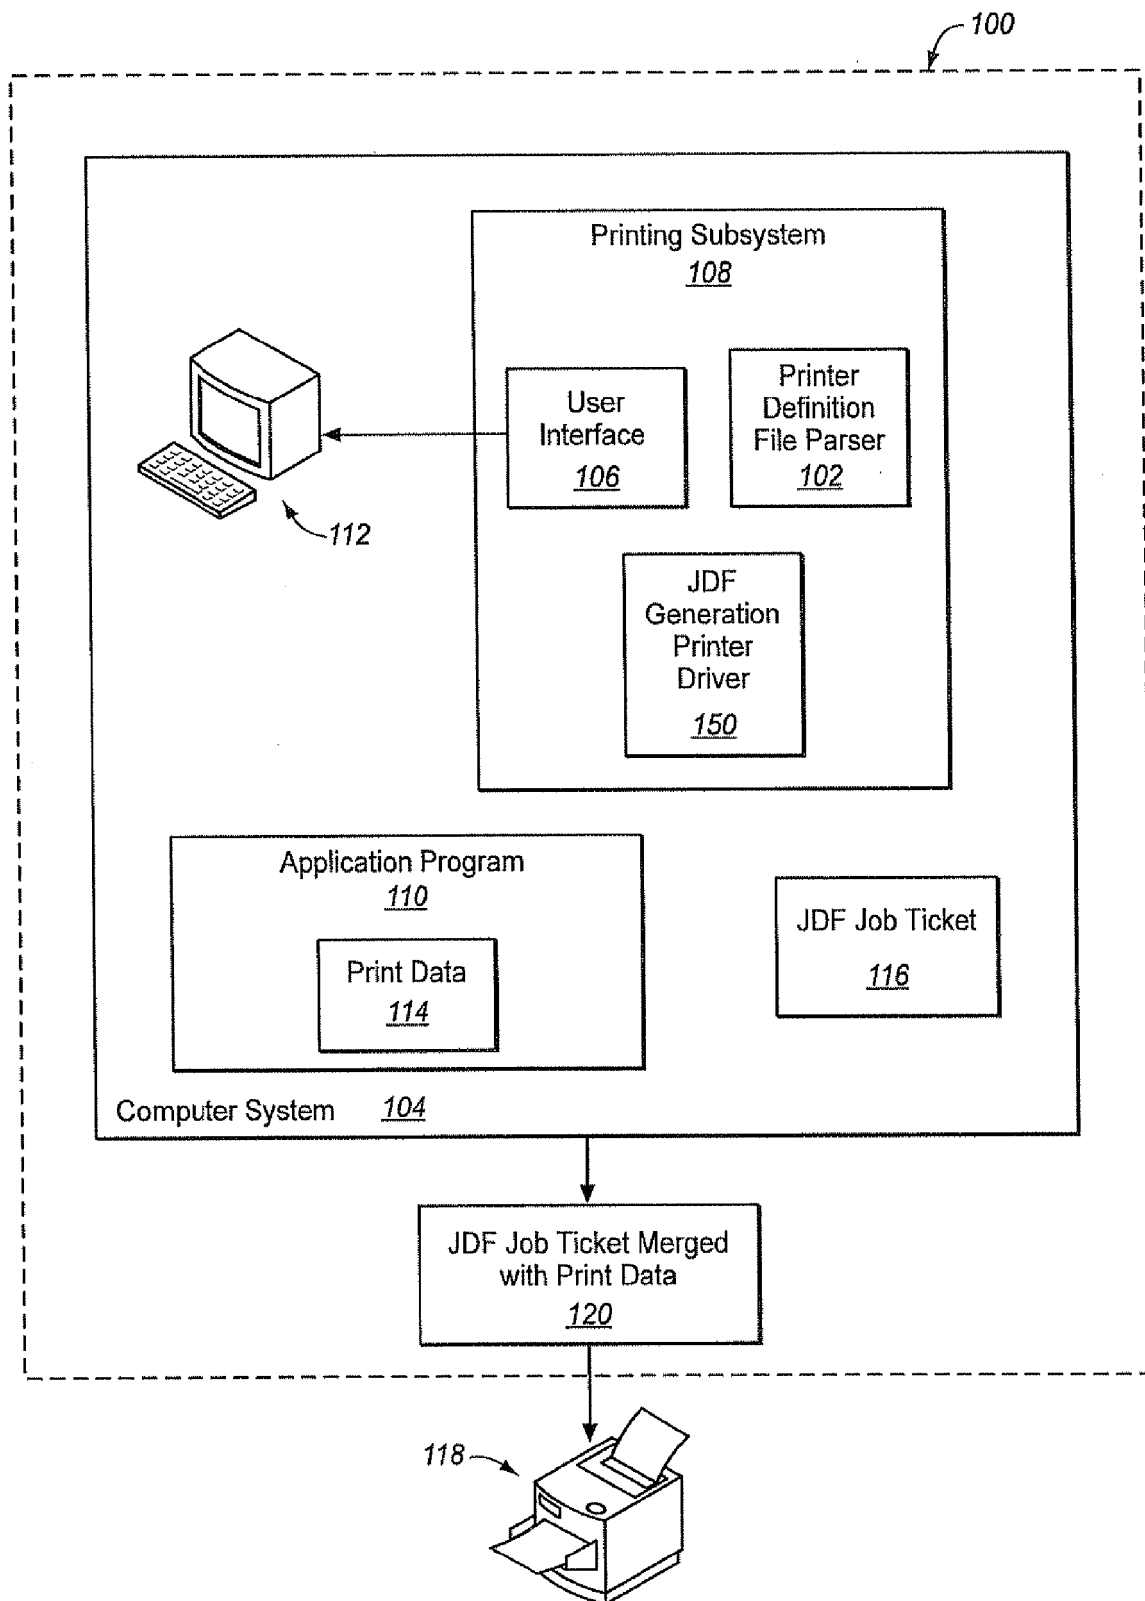 100
Printing Subsystem
108
User
Interface
106
Printer
Definition
File Parser
102
112
JDF
Generation
Printer
Driver
150
Application Program
110
Print Data
114
JDF Job Ticket
116
Computer System 104
JDF Job Ticket Merged
with Print Data
120
118